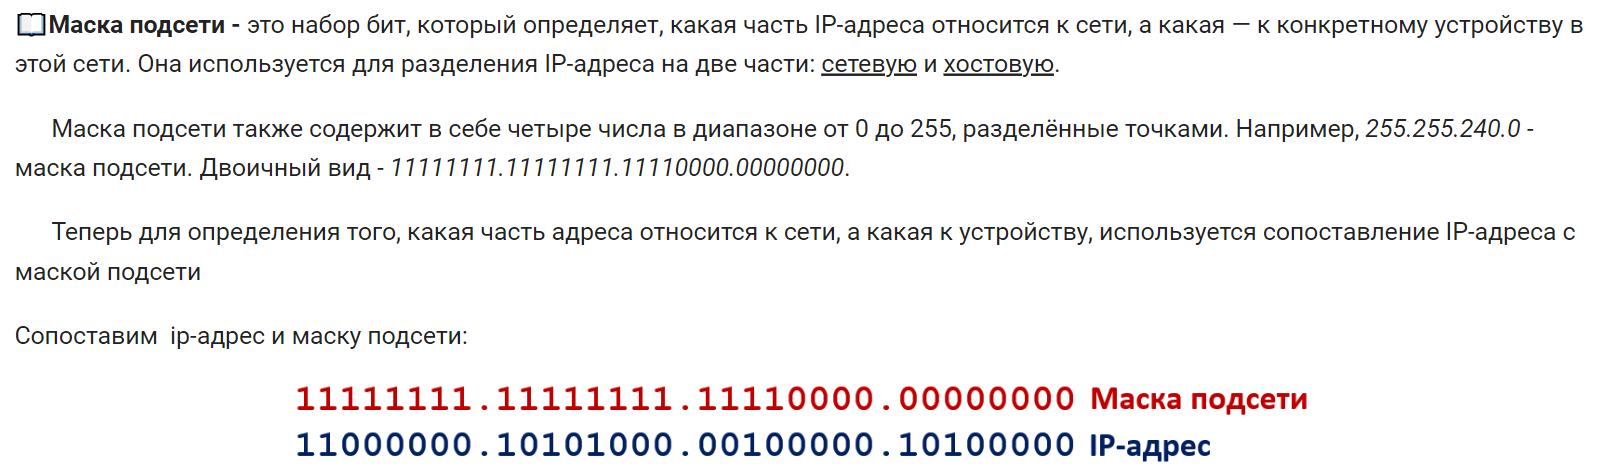 📖Маска подсети - это набор бит, который определяет, какая часть IP-адреса относится к сети, а какая — к конкретному устройству в
этой сети. Она используется для разделения IP-адреса на две части: сетевую и хостовую.
Маска подсети также содержит в себе четыре числа в диапазоне от 0 до 255, разделённые точками. Например, 255.255.240.0 -
маска подсети. Двоичный вид - 11111111.11111111.11110000.00000000.
Теперь для определения того, какая часть адреса относится к сети, а какая к устройству, используется сопоставление IP-адреса с
маской подсети
Сопоставим  ip-адрес и маску подсети:
11111111.11111111.11110000.00000000 Маска подсети
11000000.10101000.00100000.10100000 IP-адрес